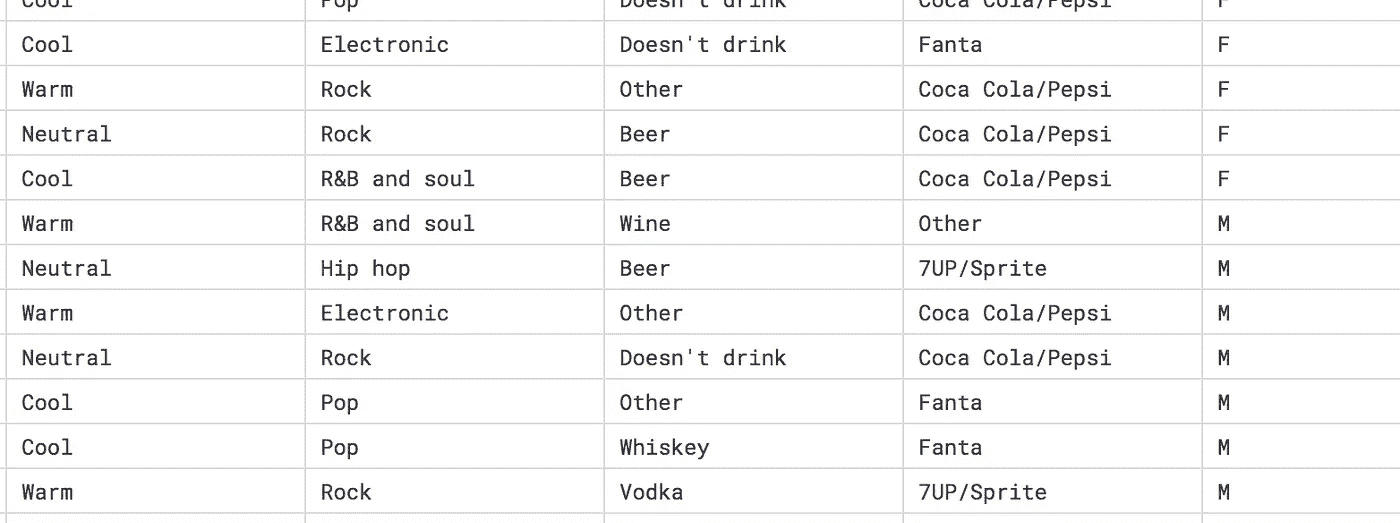 Cool Pop Doesn't drink Coca Cola/Pepsi F
Cool Electronic Doesn't drink Fanta F
Warm Rock Other Coca Cola/Pepsi F
Neutral Rock Beer Coca Cola/Pepsi F
Cool R&B and soul Beer Coca Cola/Pepsi F
Warm R&B and soul Wine Other M
Neutral Hip hop Beer 7UP/Sprite M
Warm Electronic Other Coca Cola/Pepsi M
Neutral Rock Doesn't drink Coca Cola/Pepsi M
Cool Pop Other Fanta M
Cool Pop Whiskey Fanta M
Warm Rock Vodka 7UP/Sprite M